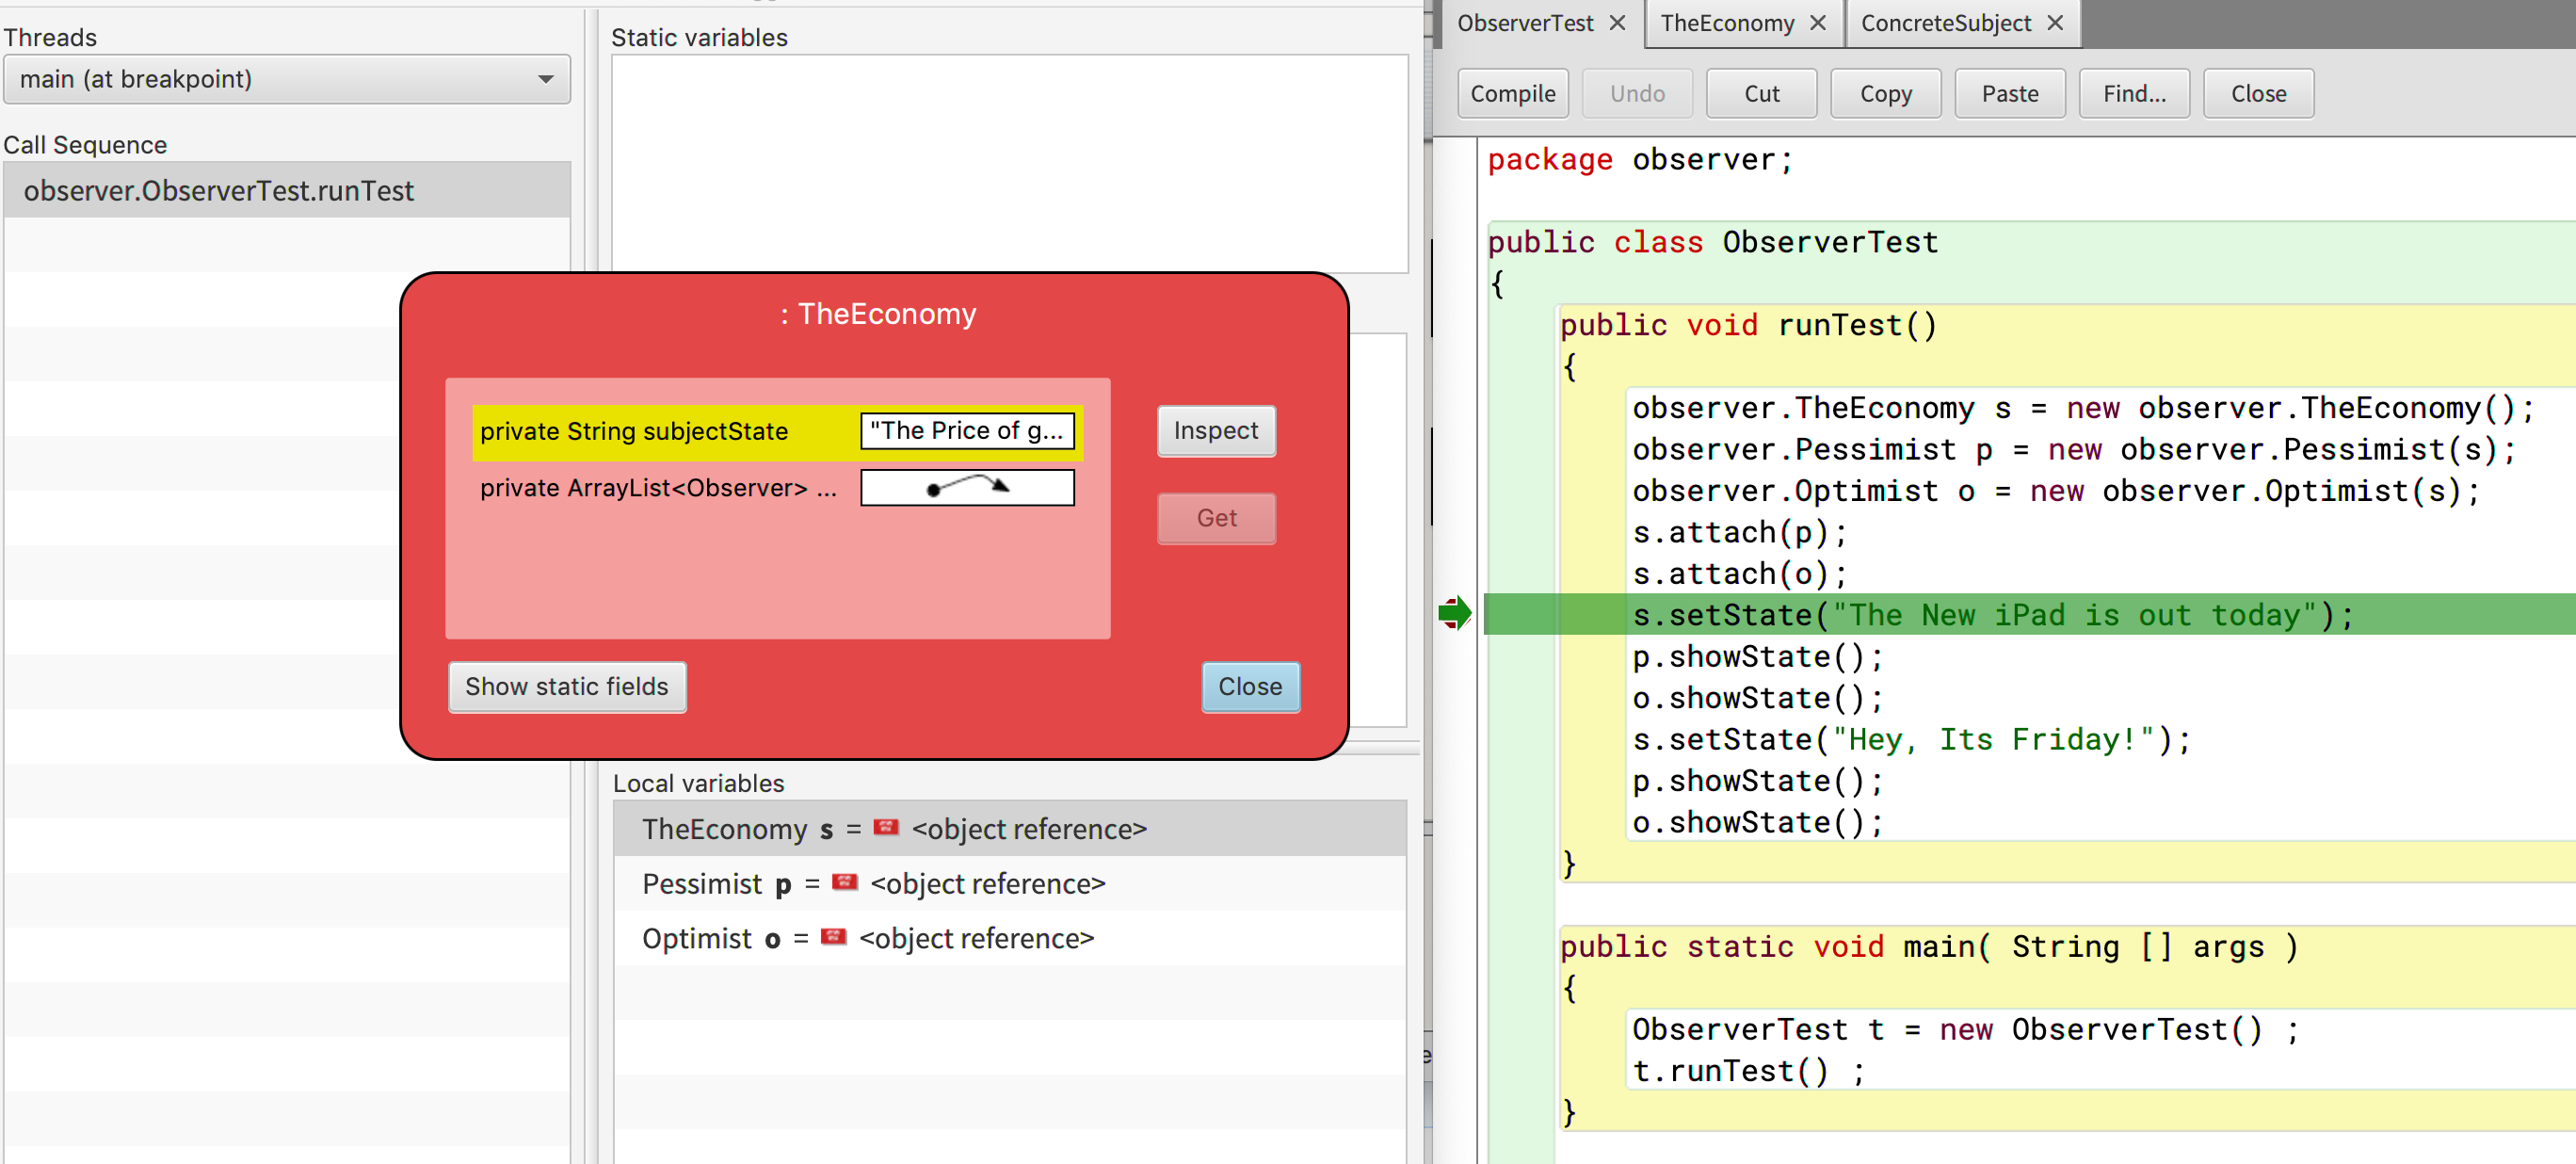 Threads
main (at breakpoint)
Call Sequence
observer.ObserverTest.runTest
Static variables
: TheEconomy
private String subjectState "The Price of g...
private ArrayList<Observer> ...
Inspect
Get
Show static fields
Close
Local variables
TheEconomy s = <object reference>
Pessimist p = <object reference>
Optimist o = <object reference>
ObserverTest
TheEconomy
ConcreteSubject
Compile Undo Cut Copy Paste Find... Close
package observer;
public class ObserverTest
{
public void runTest()
{
observer.TheEconomy s = new observer.TheEconomy();
observer.Pessimist p = new observer.Pessimist(s);
observer.Optimist o = new observer.Optimist(s);
s.attach(p);
s.attach(o);
s.setState("The New iPad is out today");
p.showState();
o.showState();
s.setState("Hey, Its Friday!");
p.showState();
o.showState();
}
public static void main( String [] args )
{
ObserverTest t = new ObserverTest() ;
t.runTest() ;
}